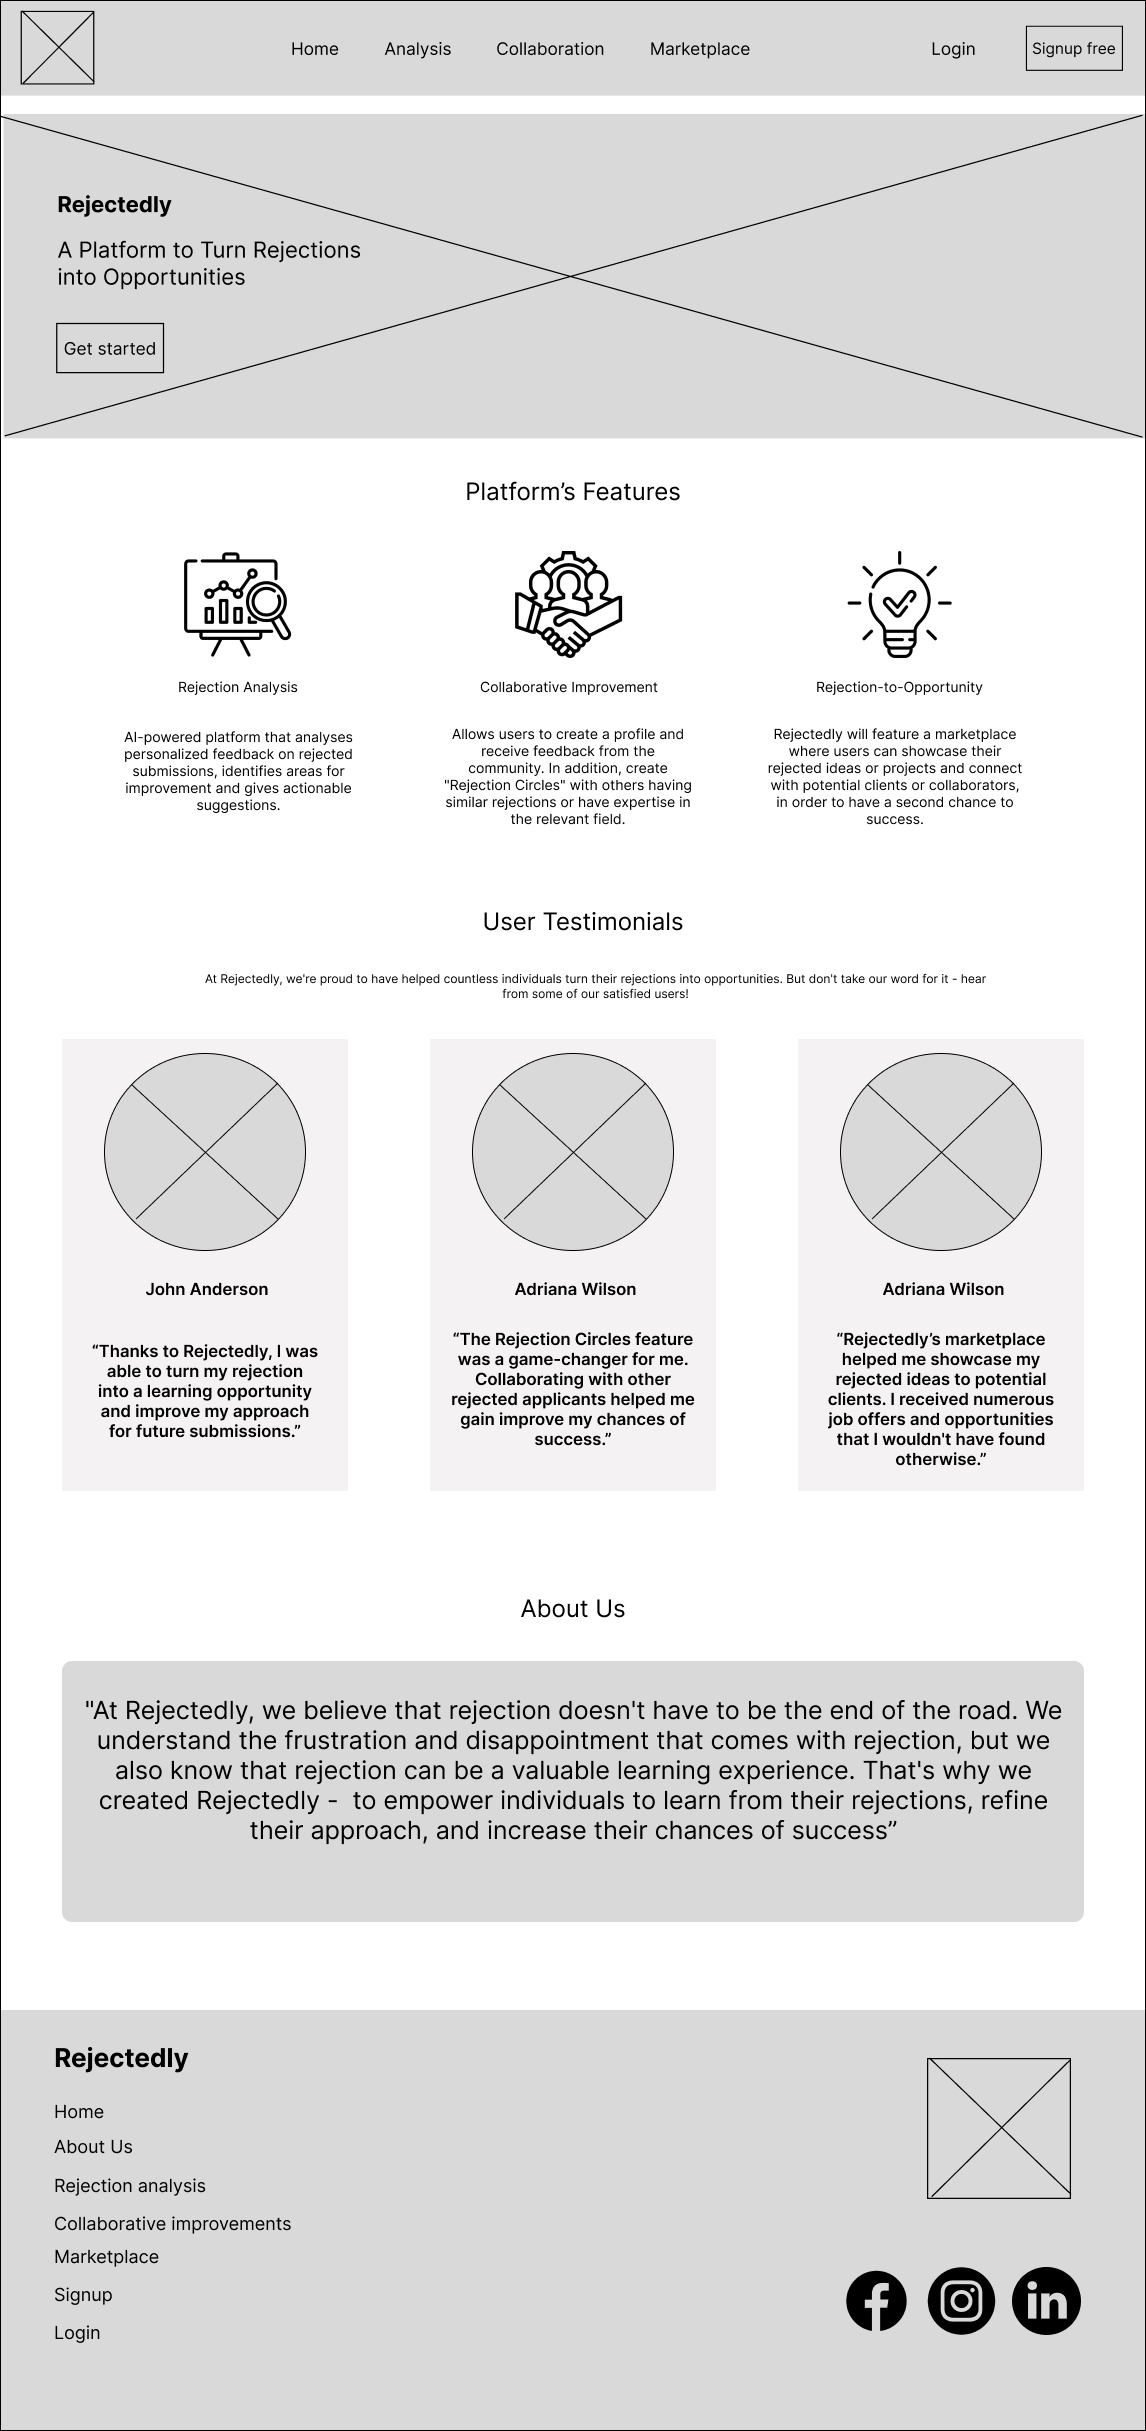 Home Analysis Collaboration Marketplace Login Signup free
Rejectedly
A Platform to Turn Rejections
into Opportunities
Get started
Platform’s Features
Rejection Analysis
AI-powered platform that analyses
personalized feedback on rejected
submissions, identifies areas for
improvement and gives actionable
suggestions.
Collaborative Improvement
Allows users to create a profile and
receive feedback from the
community. In addition, create
"Rejection Circles" with others having
similar rejections or have expertise in
the relevant field.
Rejection-to-Opportunity
Rejectedly will feature a marketplace
where users can showcase their
rejected ideas or projects and connect
with potential clients or collaborators,
in order to have a second chance to
success.
User Testimonials
At Rejectedly, we're proud to have helped countless individuals turn their rejections into opportunities. But don't take our word for it - hear
from some of our satisfied users!
John Anderson
“Thanks to Rejectedly, I was
able to turn my rejection
into a learning opportunity
and improve my approach
for future submissions.”
Adriana Wilson
“The Rejection Circles feature
was a game-changer for me.
Collaborating with other
rejected applicants helped me
gain improve my chances of
success.”
Adriana Wilson
“Rejectedly’s marketplace
helped me showcase my
rejected ideas to potential
clients. I received numerous
job offers and opportunities
that I wouldn't have found
otherwise.”
About Us
"At Rejectedly, we believe that rejection doesn't have to be the end of the road. We
understand the frustration and disappointment that comes with rejection, but we
also know that rejection can be a valuable learning experience. That's why we
created Rejectedly -  to empower individuals to learn from their rejections, refine
their approach, and increase their chances of success”
Rejectedly
Home
About Us
Rejection analysis
Collaborative improvements
Marketplace
Signup
Login
f
in